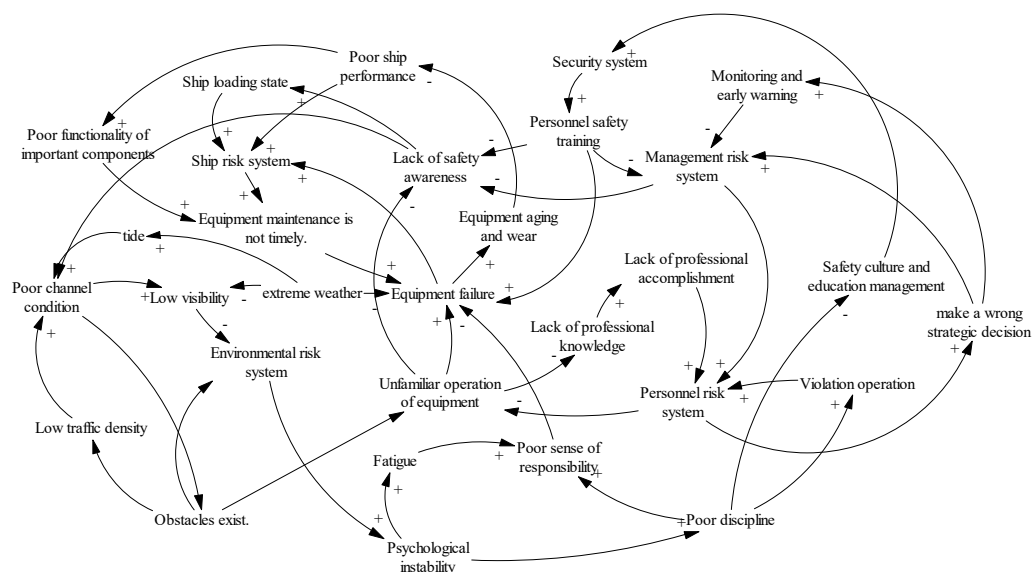 Poor ship
performance
Security system
Ship loading state
Monitoring and
early warning
Poor functionality of
important components
Personnel safety
training
Ship risk system
Lack of safety
awareness
Management risk
system
Equipment maintenance is
not timely.
Equipment aging
and wear
tide
Lack of professional
accomplishment
Safety culture and
education management
Poor channel
condition
Low visibility
extreme weather
Equipment failure
make a wrong
strategic decision
Lack of professional
knowledge
Environmental risk
system
Unfamiliar operation
of equipment
Personnel risk
system
Violation operation
Low traffic density
Fatigue
Poor sense of
responsibility
Obstacles exist.
Poor discipline
Psychological
instability